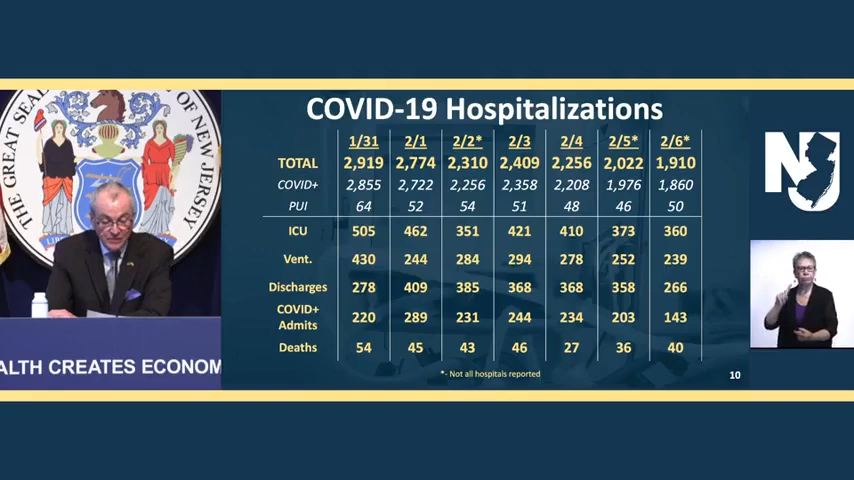 COVID-19 Hospitalizations
1/31 2/1 2/2* 2/3 2/4 2/5* 2/6*
TOTAL 2,919 2,774 2,310 2,409 2,256 2,022 1,910
COVID+ 2,855 2,722 2,256 2,358 2,208 1,976 1,860
PUI 64 52 54 51 48 46 50
ICU 505 462 351 421 410 373 360
Vent. 430 244 284 294 278 252 239
Discharges 278 409 385 368 368 358 266
COVID+
Admits 220 289 231 244 234 203 143
Deaths 54 45 43 46 27 36 40
*- Not all hospitals reported
10
THE GREAT SEAL OF NEW JERSEY
ALTH CREATES ECONOM
NJ